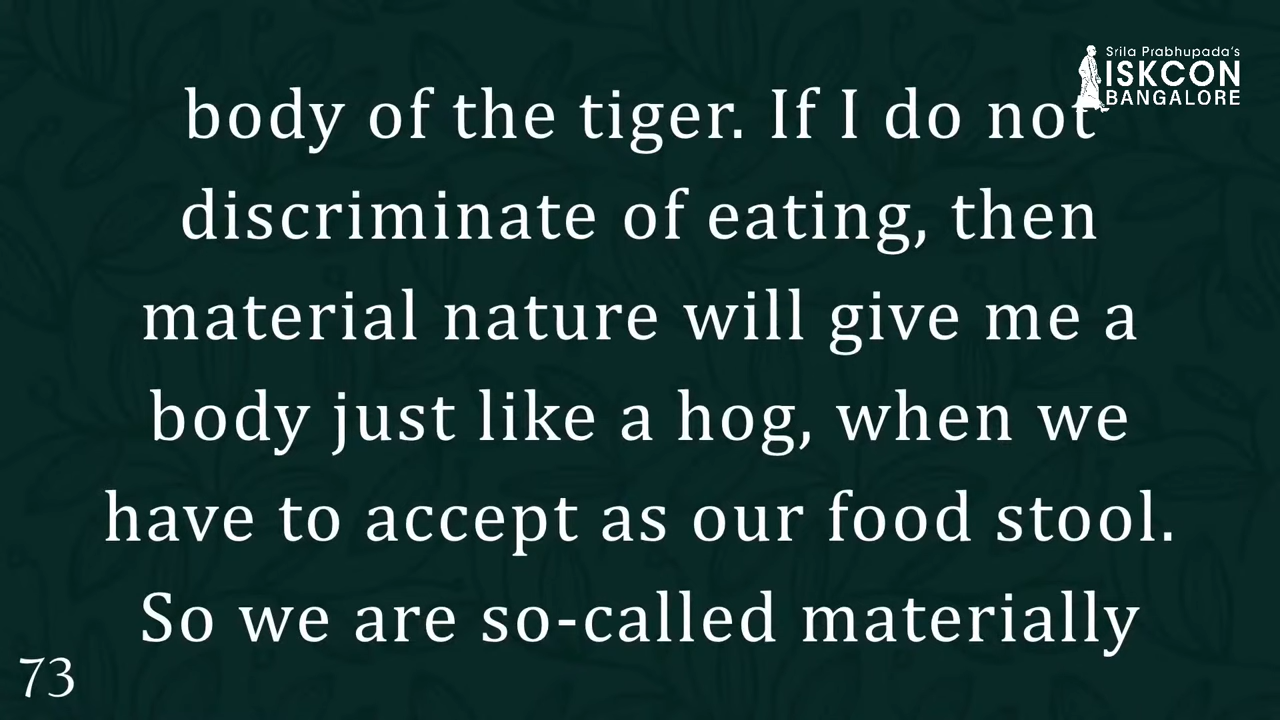 Srila Prabhupada's
ISKCON
BANGALORE
body of the tiger. If I do not
discriminate of eating, then
material nature will give me a
body just like a hog, when we
have to accept as our food stool.
So we are so-called materially
73